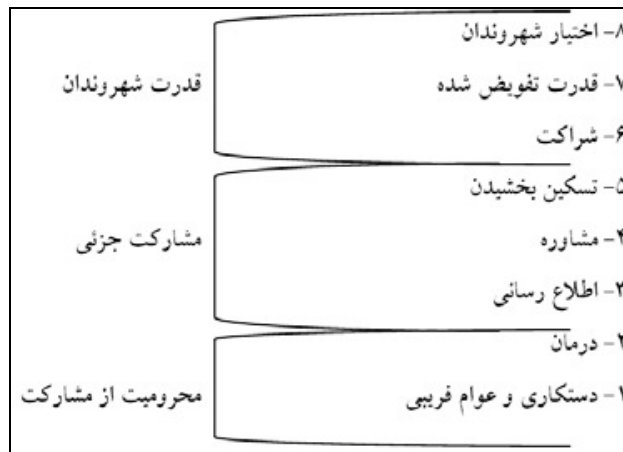 ۸- اختیار شهروندان
۷- قدرت تفویض شده
قدرت شهروندان
۶- شراکت
۵- تسکین بخشیدن
۴- مشاوره
مشارکت جزئی
۳- اطلاع رسانی
۲- درمان
۱- دستکاری و عوام فریبی
محرومیت از مشارکت